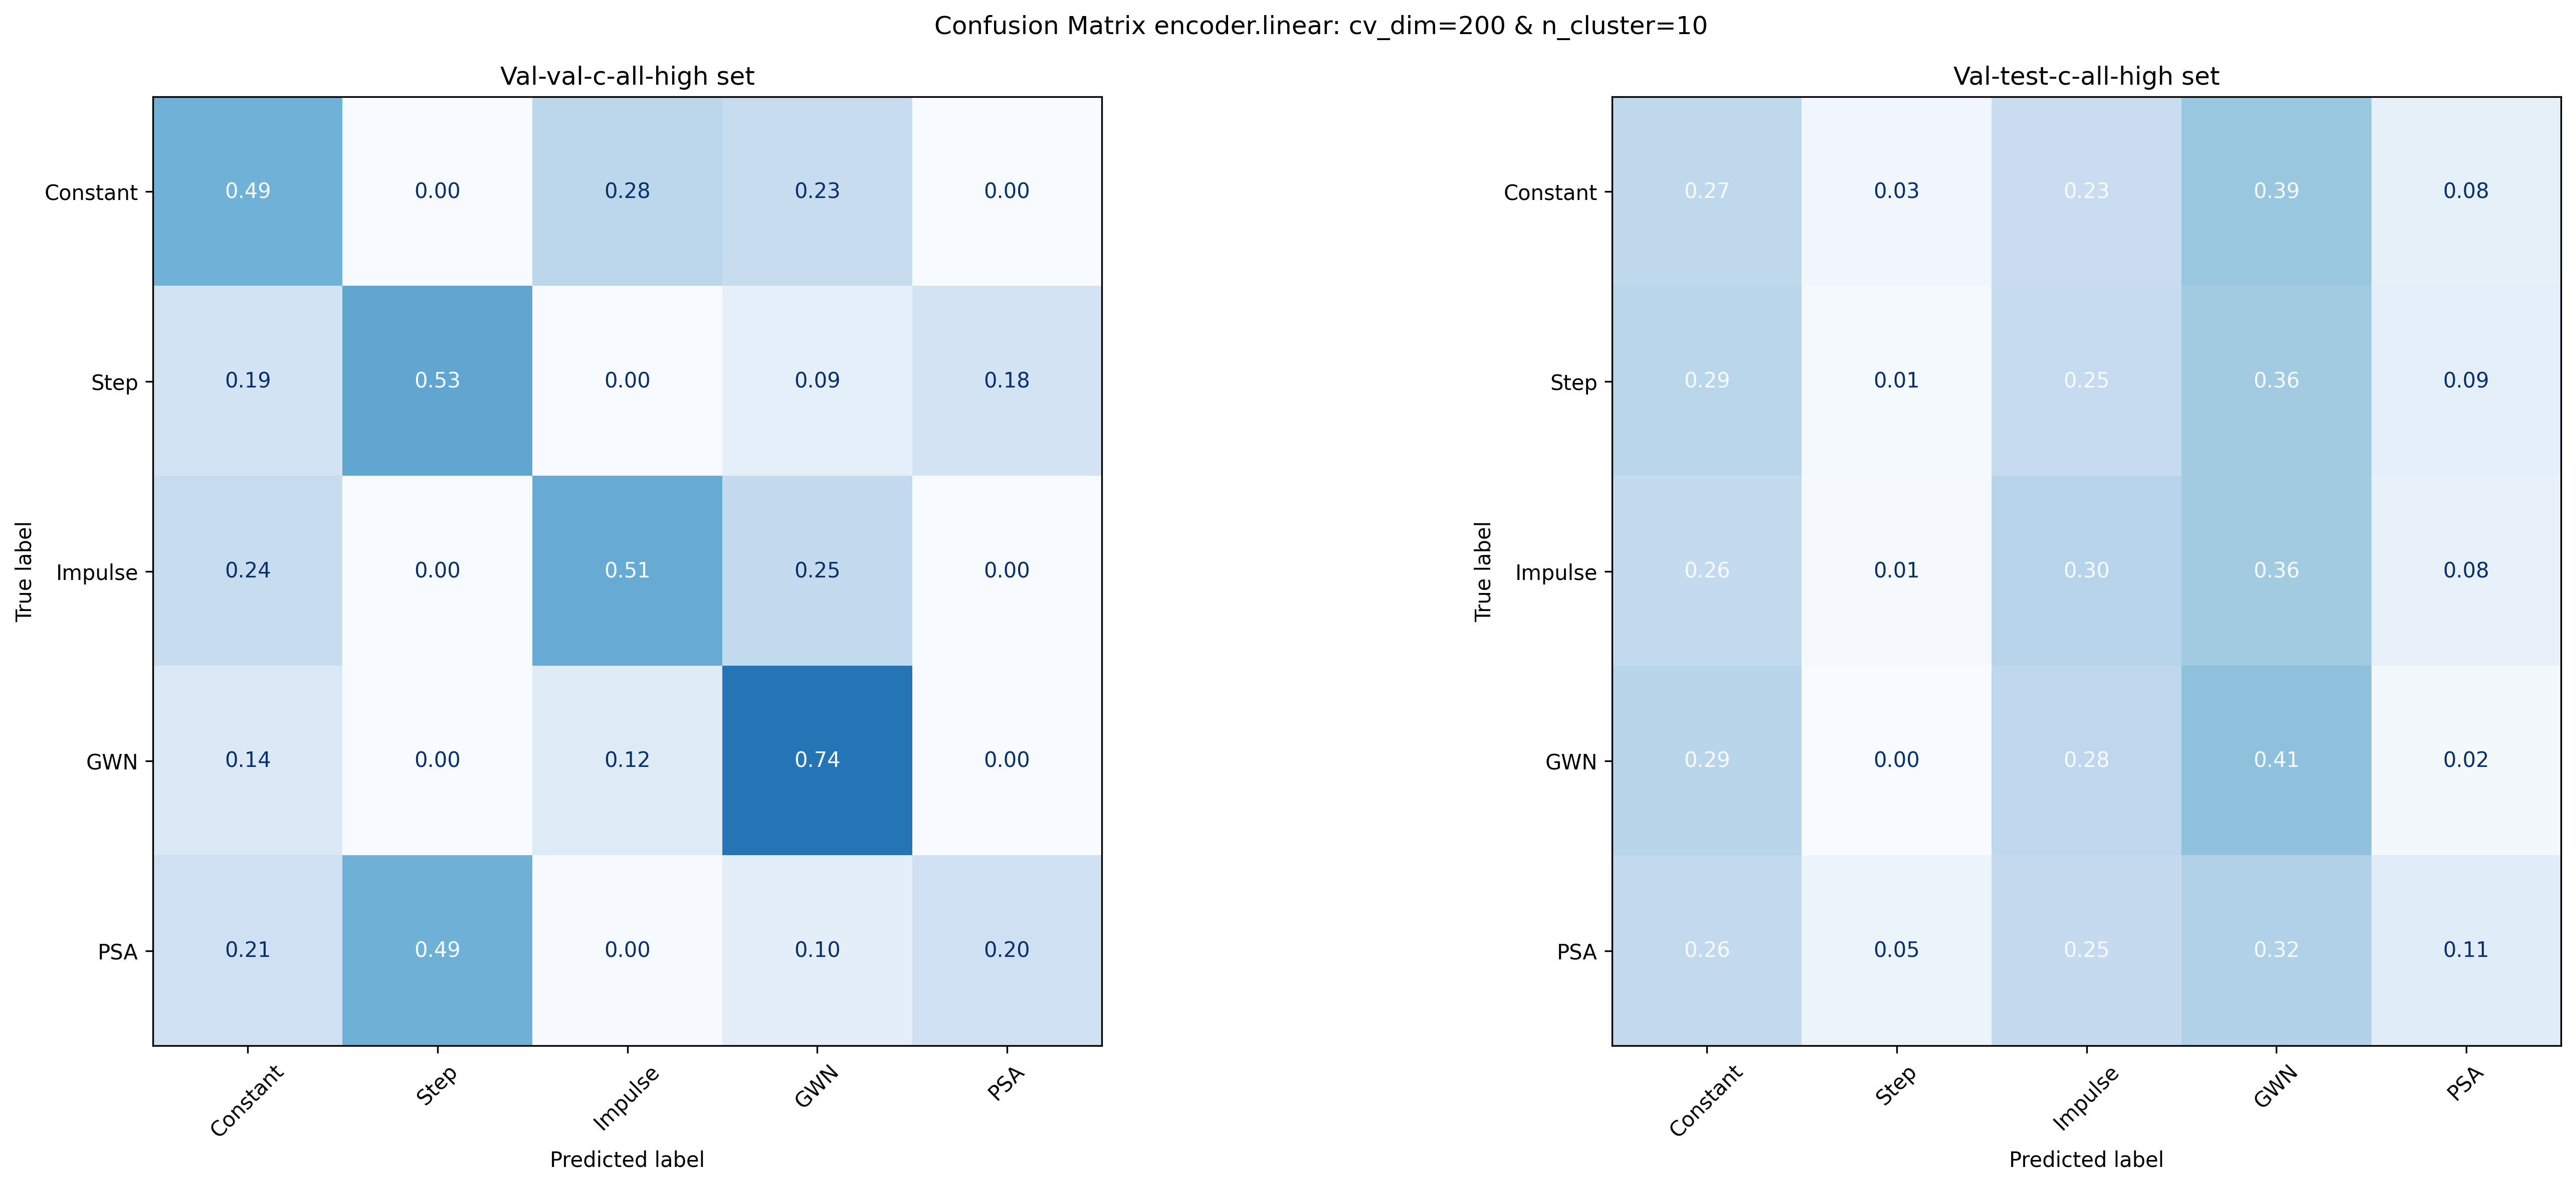 Confusion Matrix encoder.linear: cv_dim=200 & n_cluster=10
Val-val-c-all-high set
True label
Constant 0.49 0.00 0.28 0.23 0.00
Step 0.19 0.53 0.00 0.09 0.18
Impulse 0.24 0.00 0.51 0.25 0.00
GWN 0.14 0.00 0.12 0.74 0.00
PSA 0.21 0.49 0.00 0.10 0.20
Constant Step Impulse GWN PSA
Predicted label
Val-test-c-all-high set
True label
Constant 0.27 0.03 0.23 0.39 0.08
Step 0.29 0.01 0.25 0.36 0.09
Impulse 0.26 0.01 0.30 0.36 0.08
GWN 0.29 0.00 0.28 0.41 0.02
PSA 0.26 0.05 0.25 0.32 0.11
Constant Step Impulse GWN PSA
Predicted label